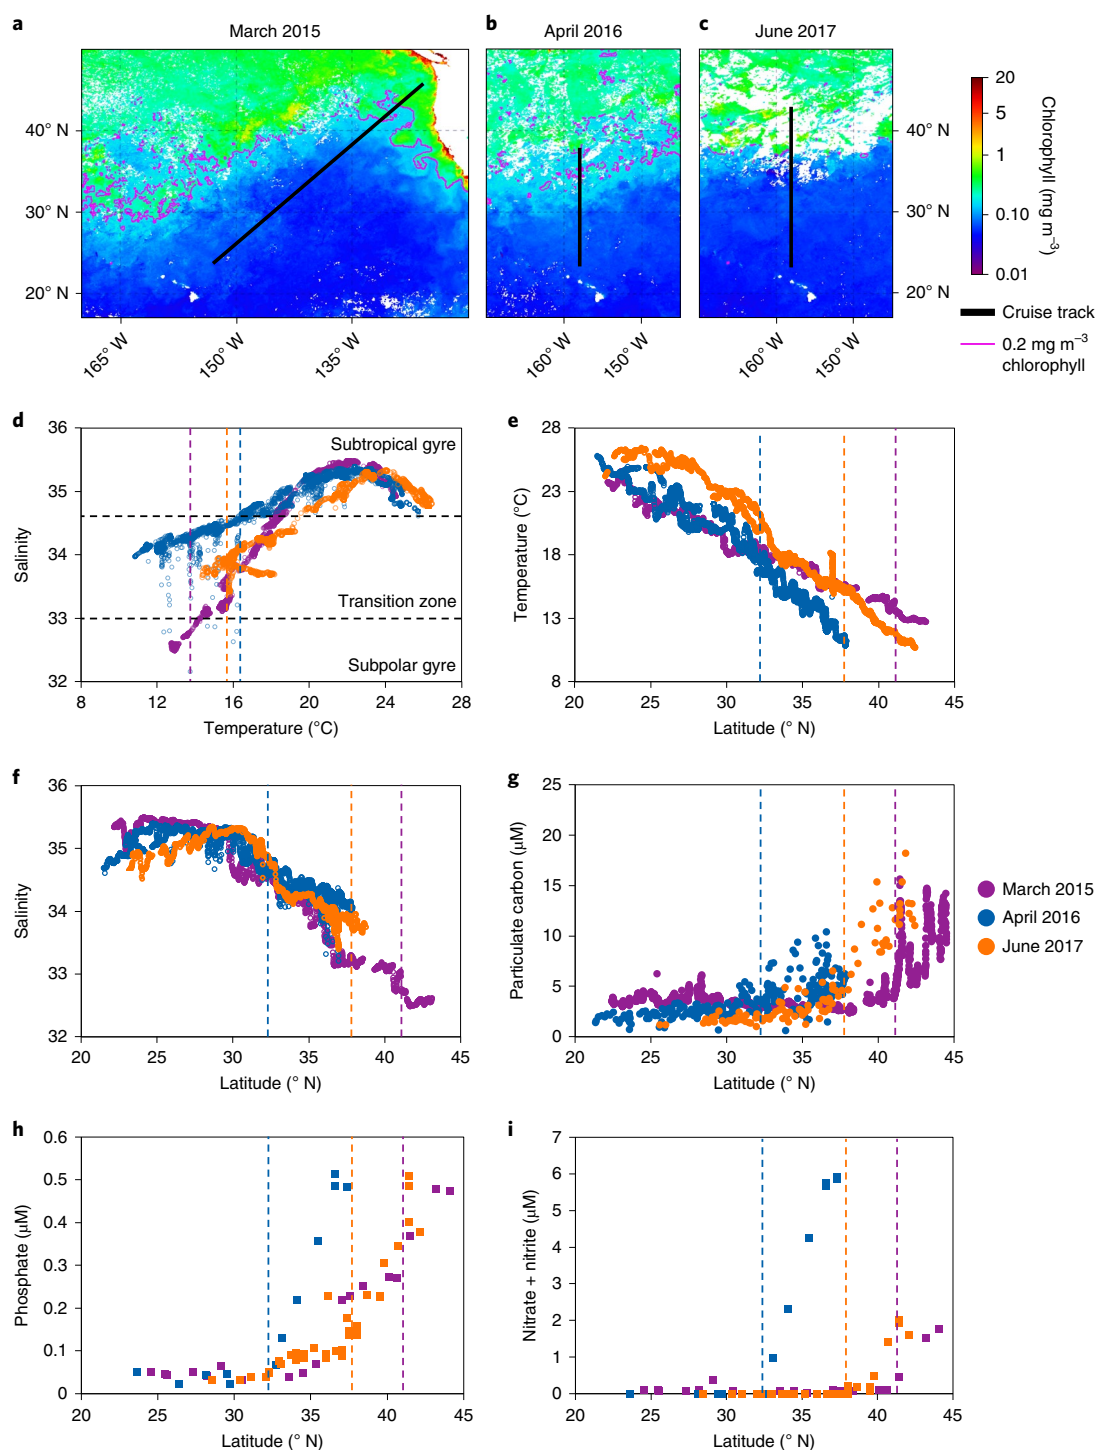 a
March 2015
b
April 2016
c
June 2017
40° N
30° N
20° N
165° W
150° W
135° W
160° W
150° W
160° W
150° W
40° N
30° N
20° N
20
5
1
0.10
0.01
Chlorophyll (mg m⁻³)
Cruise track
0.2 mg m⁻³
chlorophyll
d
36
35
34
33
32
Salinity
Subtropical gyre
Transition zone
Subpolar gyre
8 12 16 20 24 28
Temperature (°C)
e
28
23
18
13
8
Temperature (°C)
20 25 30 35 40 45
Latitude (° N)
f
36
35
34
33
32
Salinity
20 25 30 35 40 45
Latitude (° N)
g
25
20
15
10
5
0
Particulate carbon (μM)
20 25 30 35 40 45
Latitude (° N)
March 2015
April 2016
June 2017
h
0.6
0.5
0.4
0.3
0.2
0.1
0
Phosphate (μM)
20 25 30 35 40 45
Latitude (° N)
i
7
6
5
4
3
2
1
0
Nitrate + nitrite (μM)
20 25 30 35 40 45
Latitude (° N)